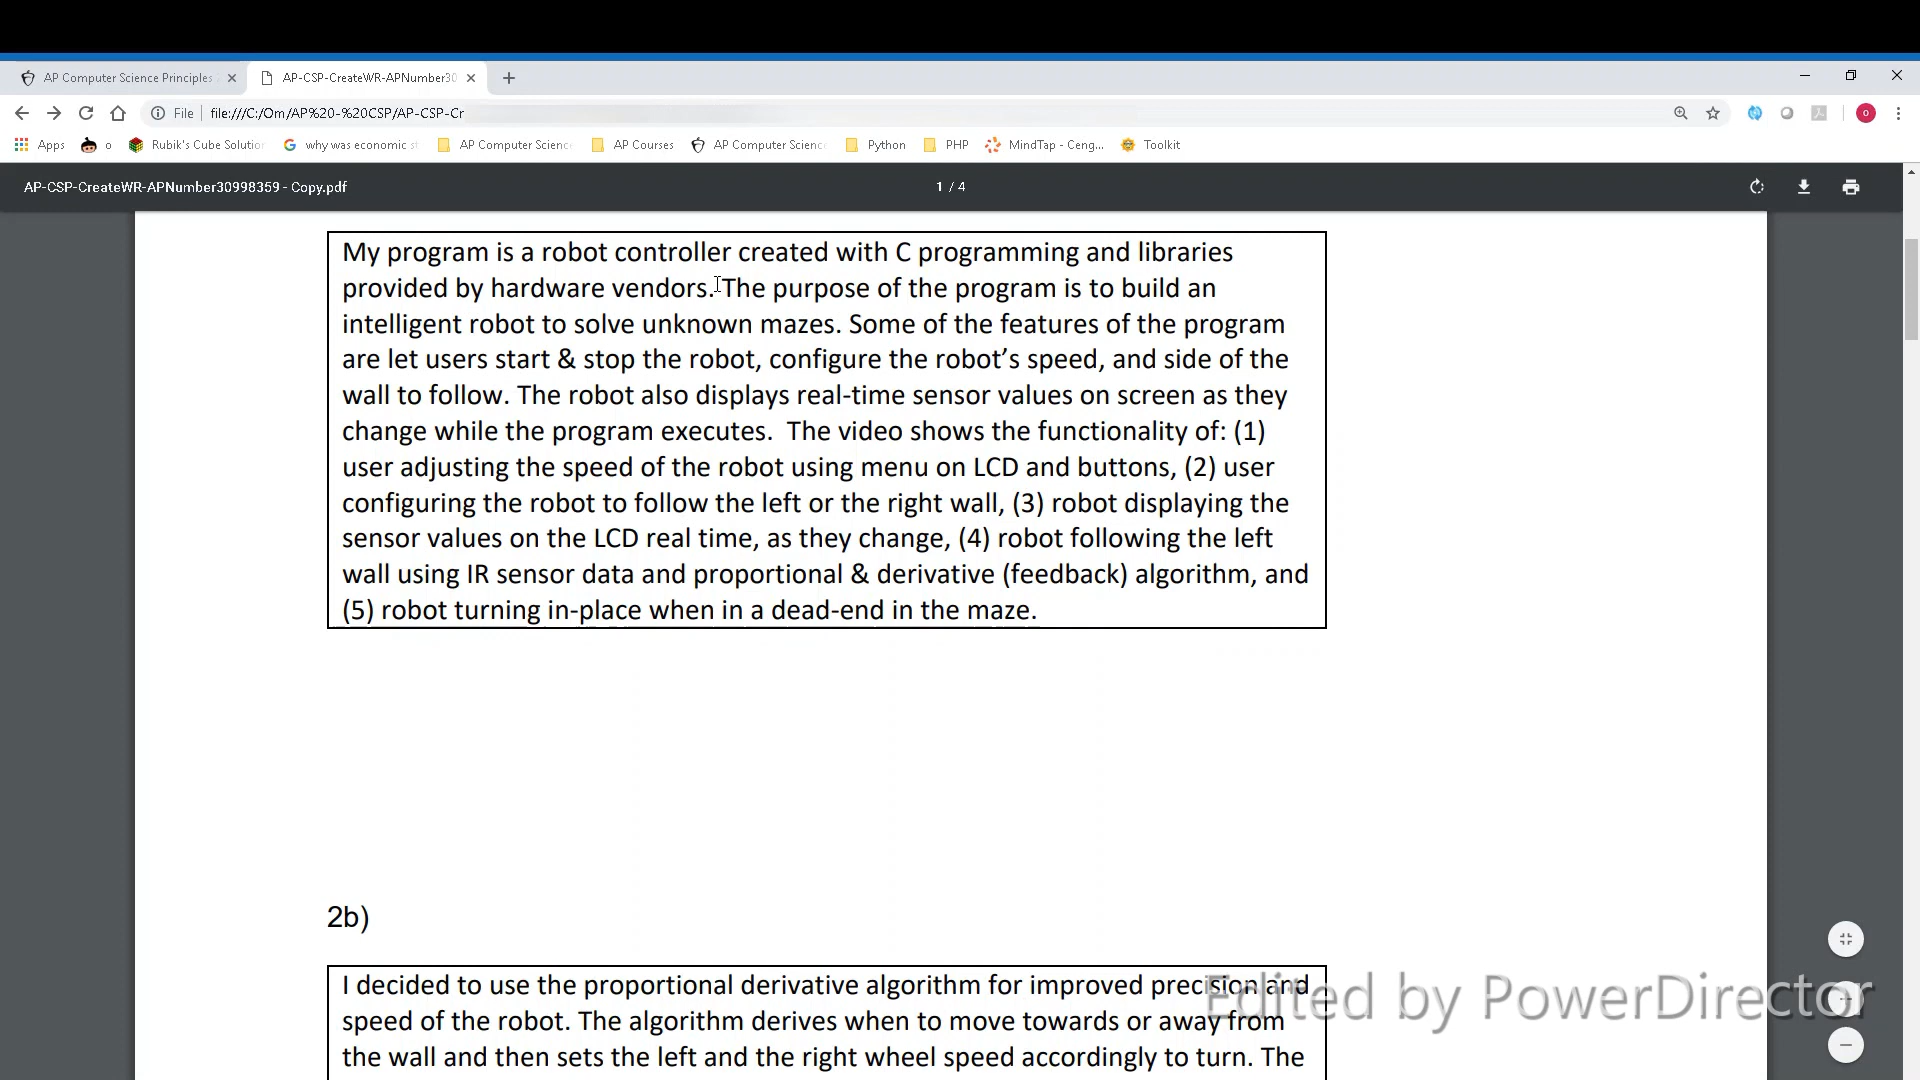 AP Computer Science Principles
AP-CSP-CreateWR-APNumber30
File
file:///C:/Om/AP%20-%20CSP/AP-CSP-Cr
Apps
o
Rubik's Cube Solutio
why was economic st
AP Computer Scienc
AP Courses
AP Computer Scienc
Python
PHP
MindTap - Ceng...
Toolkit
AP-CSP-CreateWR-APNumber30998359 - Copy.pdf
1 / 4
My program is a robot controller created with C programming and libraries
provided by hardware vendors. The purpose of the program is to build an
intelligent robot to solve unknown mazes. Some of the features of the program
are let users start & stop the robot, configure the robot’s speed, and side of the
wall to follow. The robot also displays real-time sensor values on screen as they
change while the program executes.  The video shows the functionality of: (1)
user adjusting the speed of the robot using menu on LCD and buttons, (2) user
configuring the robot to follow the left or the right wall, (3) robot displaying the
sensor values on the LCD real time, as they change, (4) robot following the left
wall using IR sensor data and proportional & derivative (feedback) algorithm, and
(5) robot turning in-place when in a dead-end in the maze.
2b)
I decided to use the proportional derivative algorithm for improved precision and
speed of the robot. The algorithm derives when to move towards or away from
the wall and then sets the left and the right wheel speed accordingly to turn. The
Edited by PowerDirector